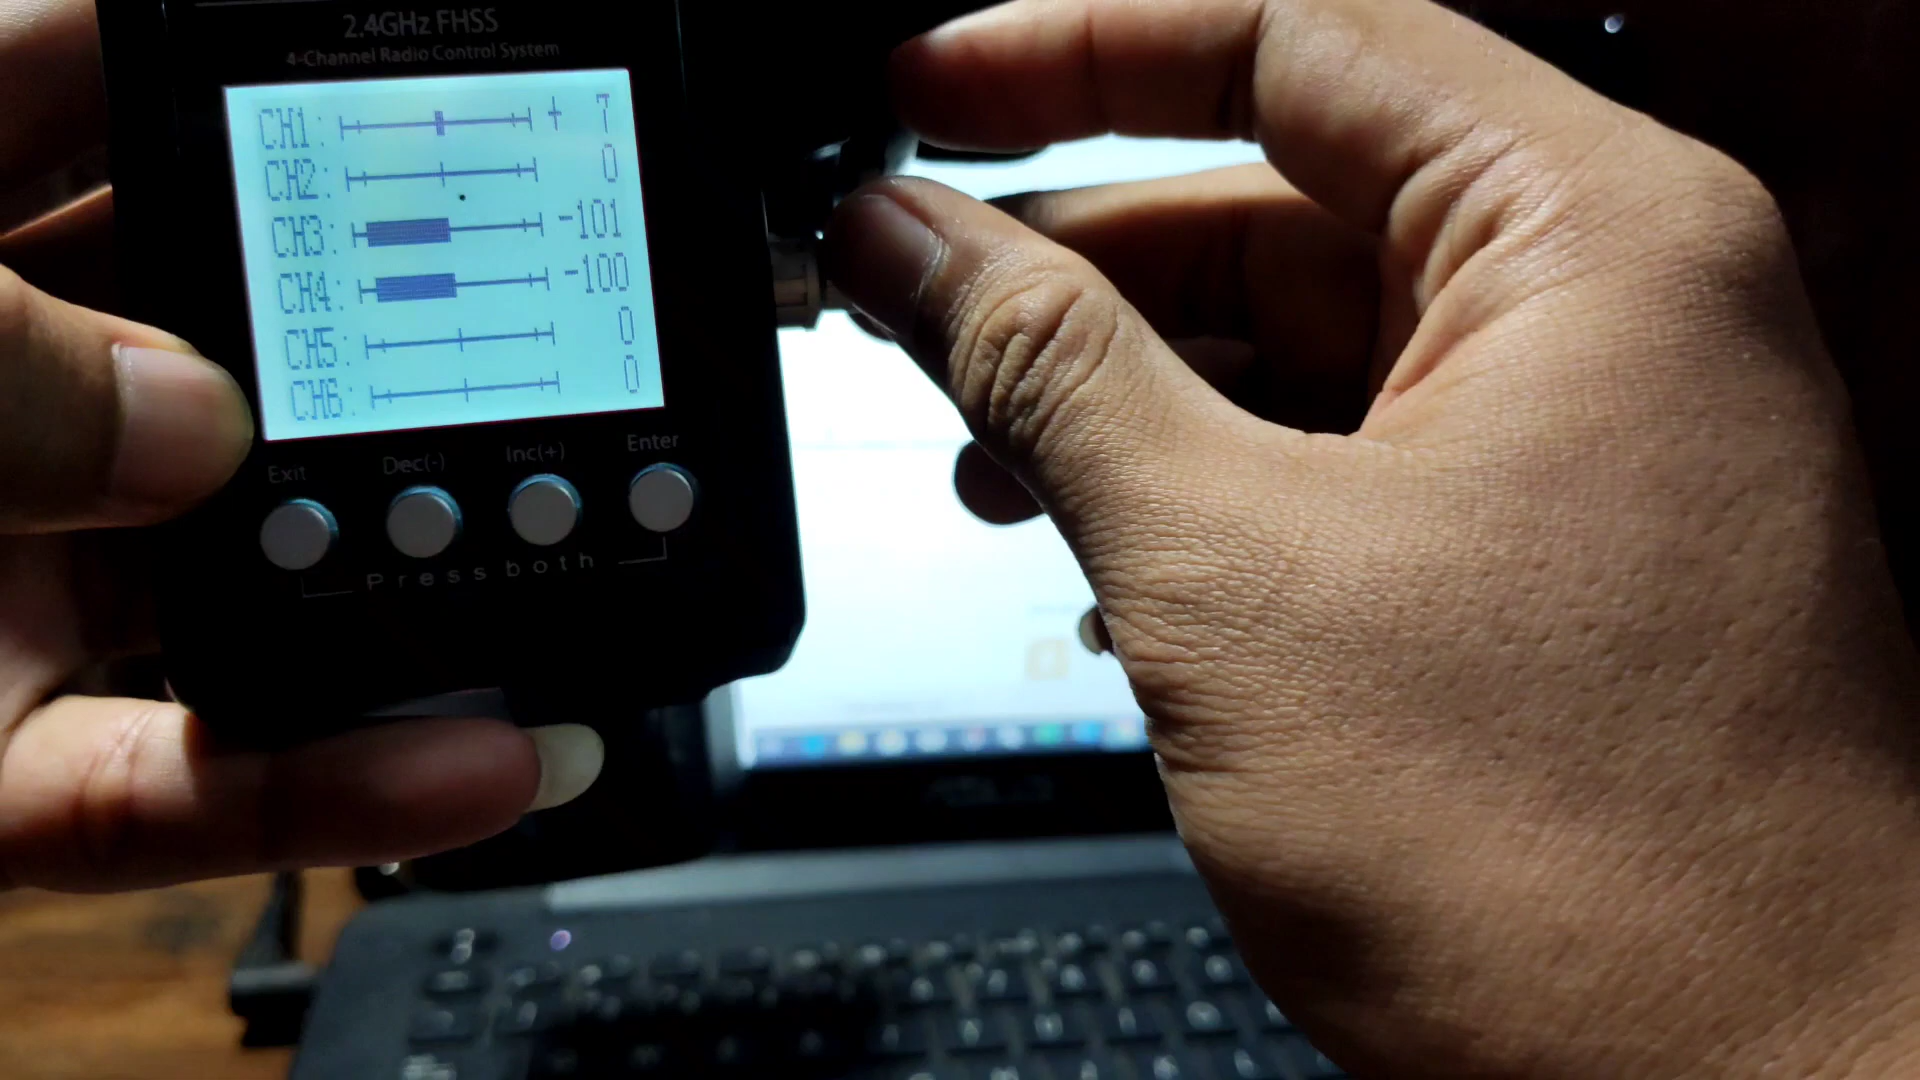 2.4GHz FHSS
4-Channel Radio Control System
CH1:
CH2: 0
CH3: -101
CH4: -100
CH5: 0
CH6: 0
Exit Dec(-) Inc(+) Enter
Press both